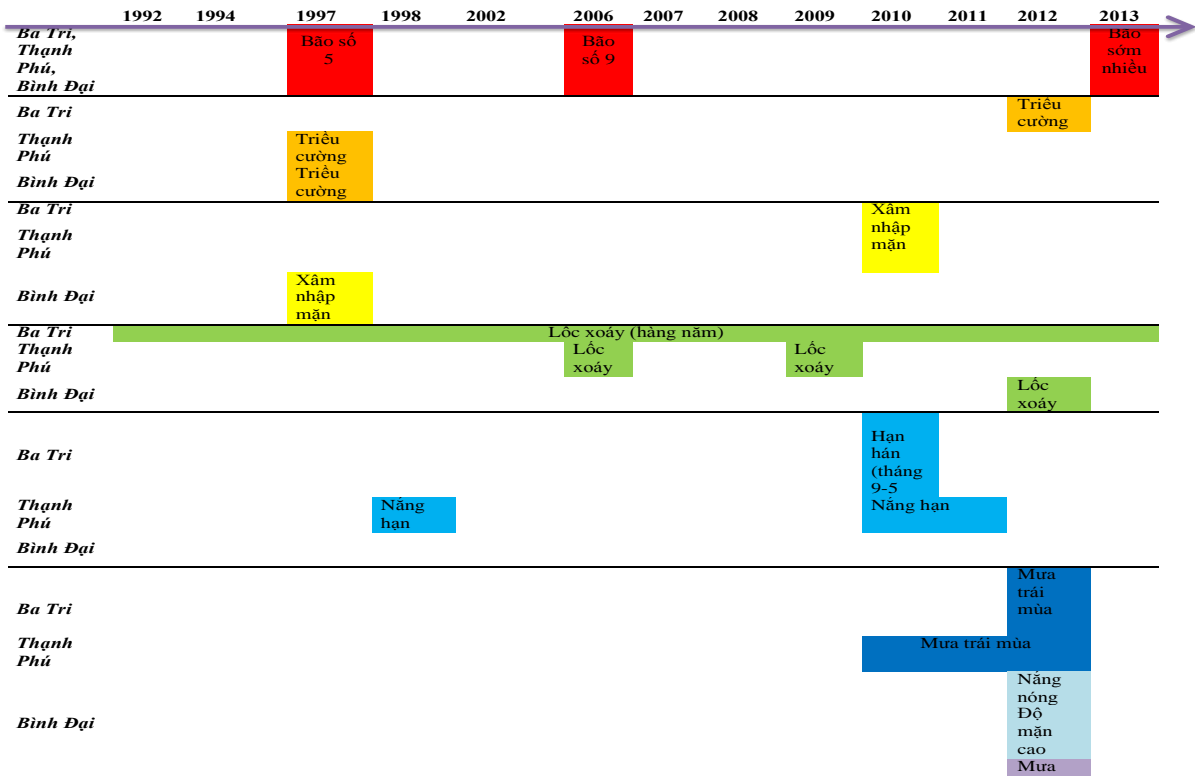 1992 1994 1997 1998 2002 2006 2007 2008 2009 2010 2011 2012 2013
Ba Tri,
Thạnh
Phú,
Bình Đại
Bão số
5
Bão
số 9
Bão
sớm
nhiều
Ba Tri
Triều
cường
Thạnh
Phú
Triều
cường
Bình Đại
Triều
cường
Ba Tri
Thạnh
Phú
Xâm
nhập
mặn
Bình Đại
Xâm
nhập
mặn
Ba Tri
Lốc xoáy (hàng năm)
Thạnh
Phú
Lốc
xoáy
Lốc
xoáy
Bình Đại
Lốc
xoáy
Ba Tri
Hạn
hán
(tháng
9-5
Thạnh
Phú
Nắng
hạn
Nắng hạn
Bình Đại
Ba Tri
Mưa
trái
mùa
Thạnh
Phú
Mưa trái mùa
Bình Đại
Nắng
nóng
Độ
mặn
cao
Mưa